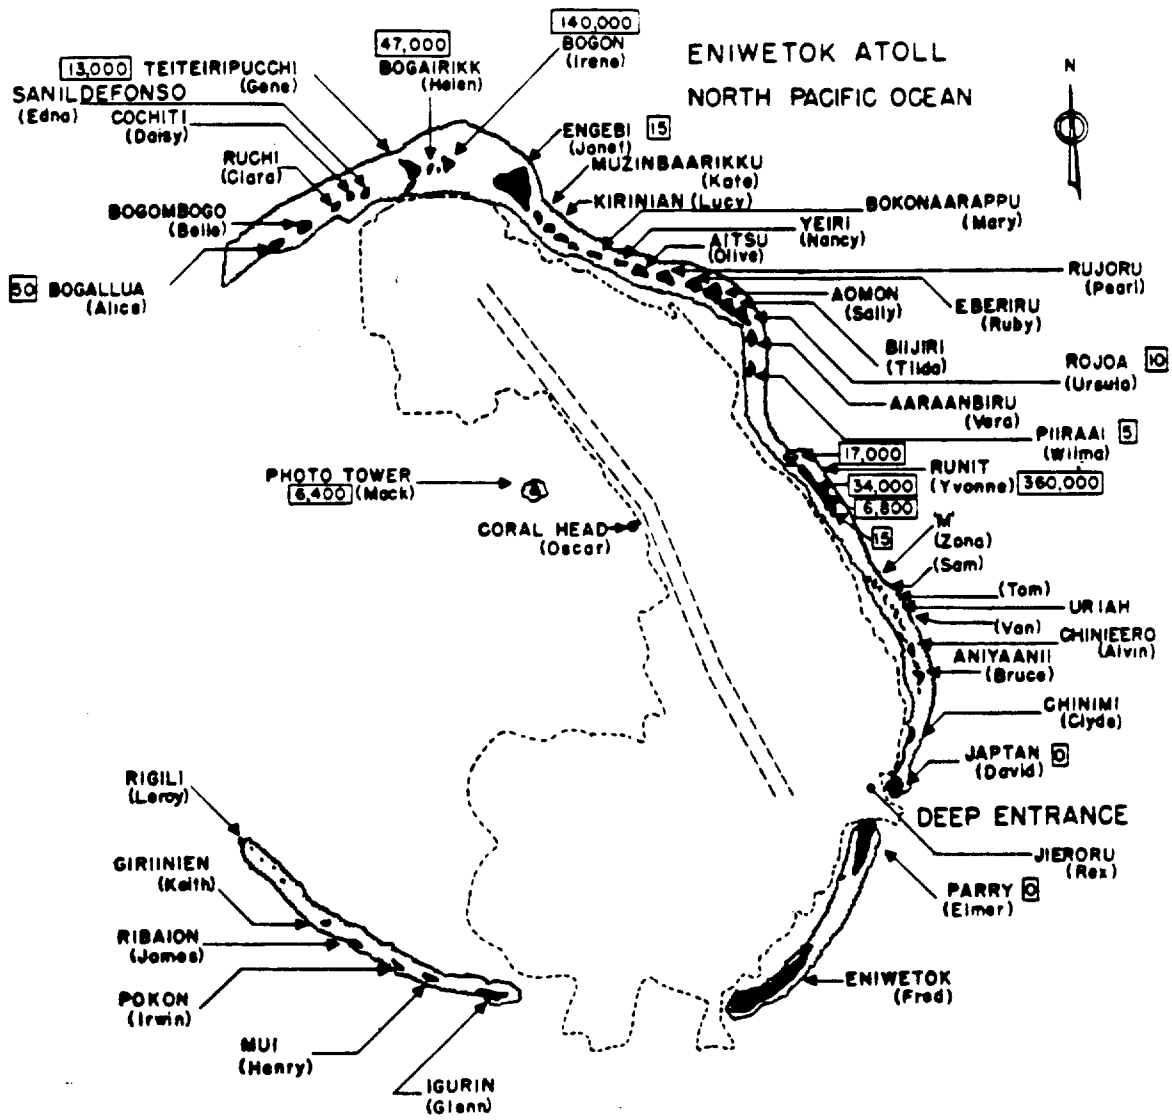 140,000
47,000
BOGON
(Irene)
ENIWETOK ATOLL
NORTH PACIFIC OCEAN
N
13,000 TEITEIRIPUCCHI
(Gene)
BOGAIRIKK
(Helen)
SANILDEFONSO
(Edna)
COCHITI
(Daisy)
RUCHI
(Clara)
BOGOMBOGO
(Belle)
50 BOGALLUA
(Alice)
ENGEBI 15
(Janet)
MUZINBAARIKKU
(Kate)
KIRINIAN (Lucy)
BOKONAARAPPU
(Mary)
YEIRI
(Nancy)
AITSU
(Olive)
RUJORU
(Pearl)
EBERIRU
(Ruby)
AOMON
(Sally)
BIIJIRI
(Tilda)
ROJOA 10
(Ursula)
AARAANBIRU
(Vera)
PIIRAAI 5
(Wilma)
17,000
RUNIT
(Yvonne) 360,000
34,000
6,800
15
PHOTO TOWER
6,400 (Mack)
CORAL HEAD
(Oscar)
'M'
(Zona)
(Sam)
(Tom)
URIAH
(Van)
CHINIEERO
(Alvin)
ANIYAANII
(Bruce)
CHINIMI
(Clyde)
JAPTAN 0
(David)
DEEP ENTRANCE
JIERORU
(Rex)
PARRY 0
(Elmer)
ENIWETOK
(Fred)
RIGILI
(Leroy)
GIRIINIEN
(Keith)
RIBAION
(James)
POKON
(Irwin)
MUI
(Henry)
IGURIN
(Glenn)